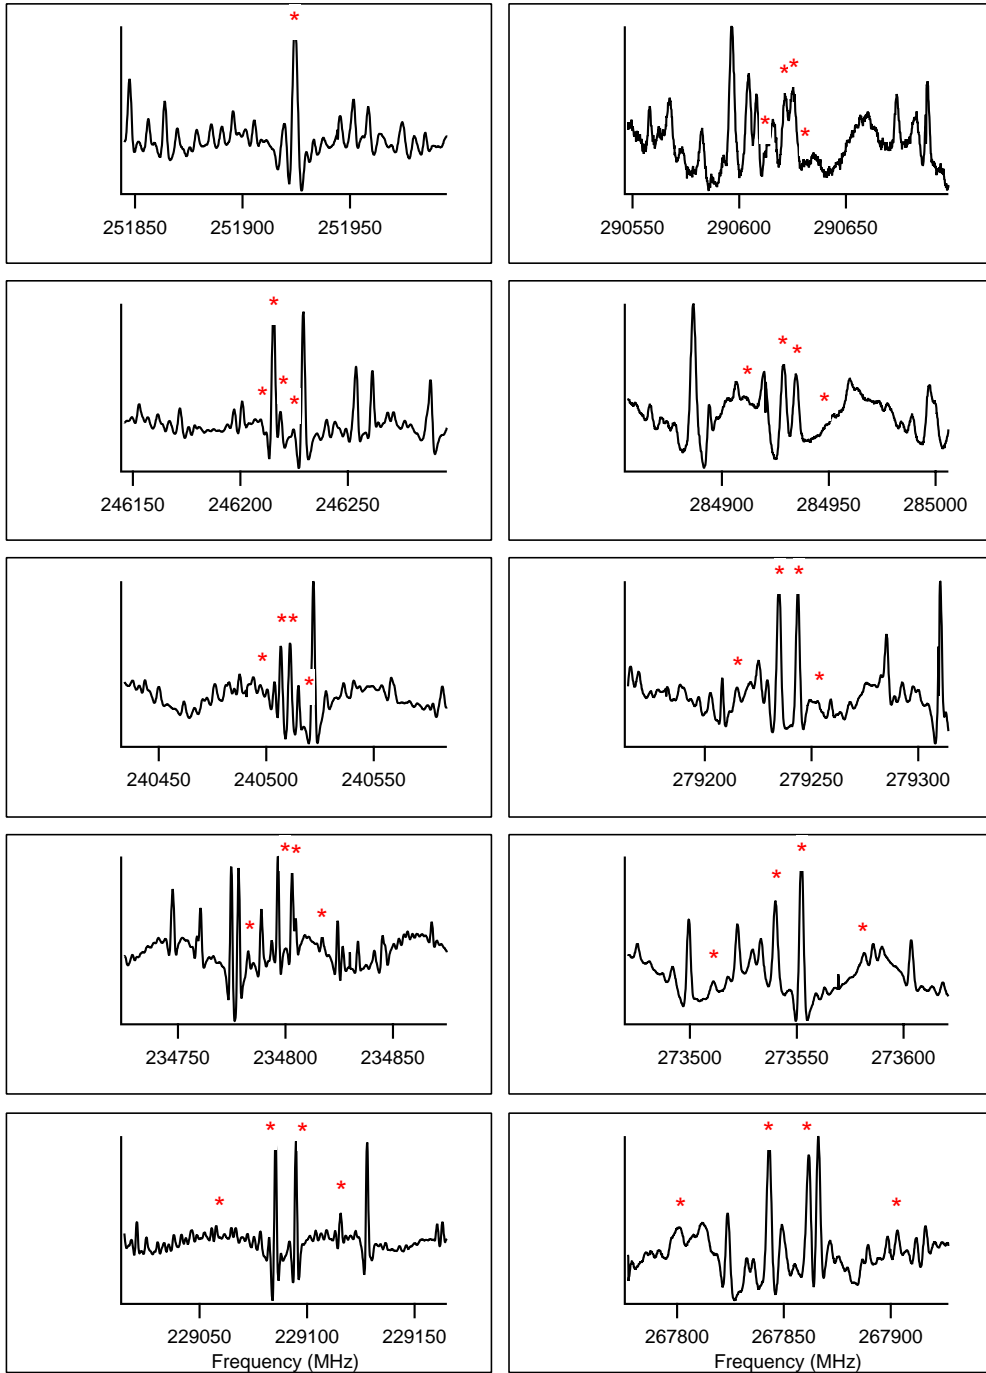 *
251850 251900 251950
* * * *
290550 290600 290650
* * * *
246150 246200 246250
* * * *
284900 284950 285000
* * * *
240450 240500 240550
* * * *
279200 279250 279300
* * * *
234750 234800 234850
* * * *
273500 273550 273600
* * * *
229050 229100 229150
Frequency (MHz)
* * * *
267800 267850 267900
Frequency (MHz)